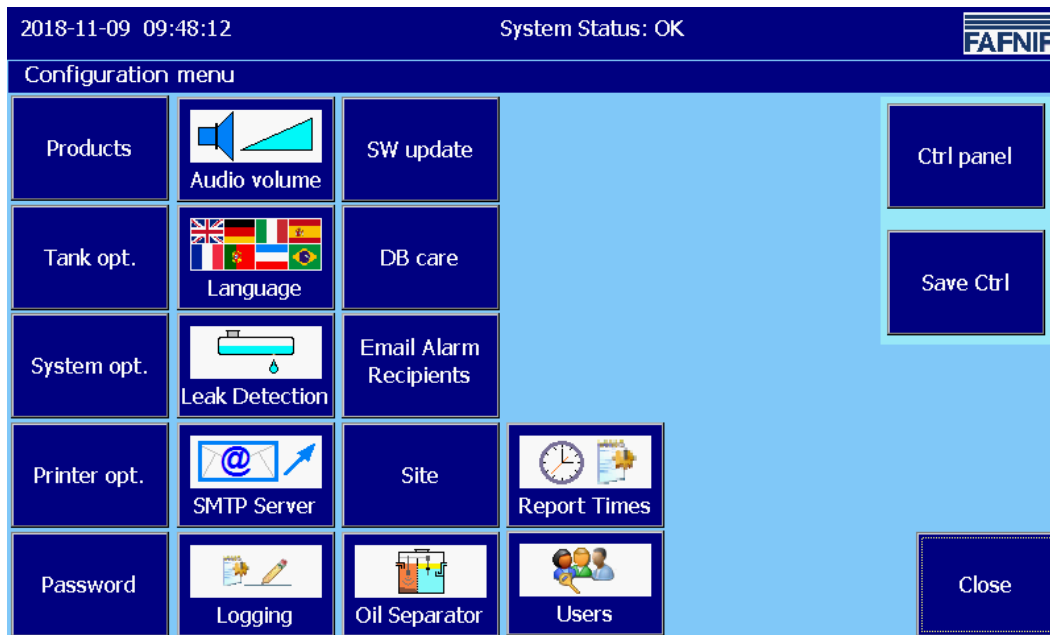 2018-11-09 09:48:12
System Status: OK
FAFNIR
Configuration menu
Products
Audio volume
SW update
Ctrl panel
Tank opt.
Language
DB care
Save Ctrl
System opt.
Leak Detection
Email Alarm
Recipients
Printer opt.
@
SMTP Server
Site
Report Times
Password
Logging
Oil Separator
Users
Close